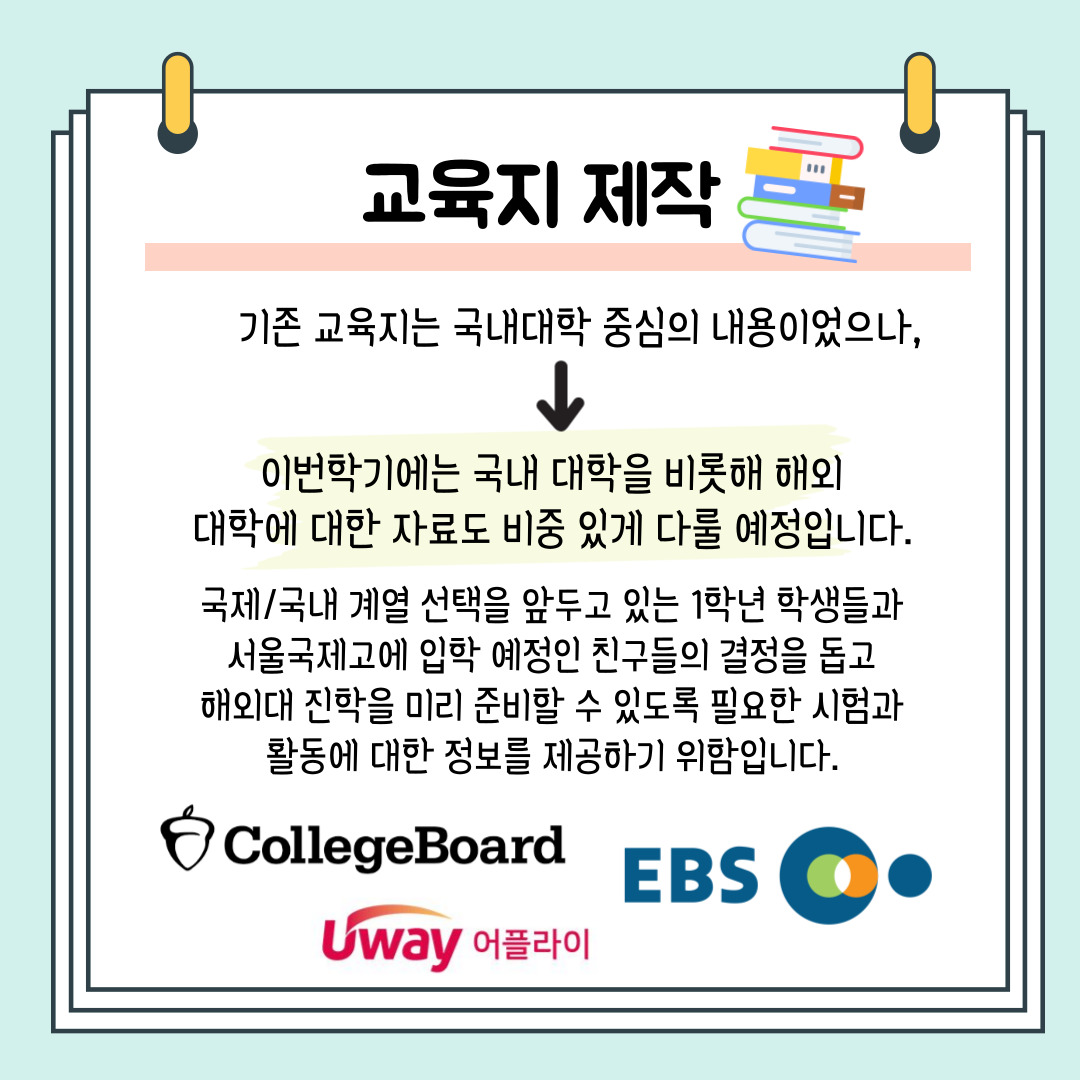 교육지 제작
기존 교육지는 국내대학 중심의 내용이었으나,
이번학기에는 국내 대학을 비롯해 해외
대학에 대한 자료도 비중 있게 다룰 예정입니다.
국제/국내 계열 선택을 앞두고 있는 1학년 학생들과
서울국제고에 입학 예정인 친구들의 결정을 돕고
해외대 진학을 미리 준비할 수 있도록 필요한 시험과
활동에 대한 정보를 제공하기 위함입니다.
CollegeBoard
EBS
Uway 어플라이